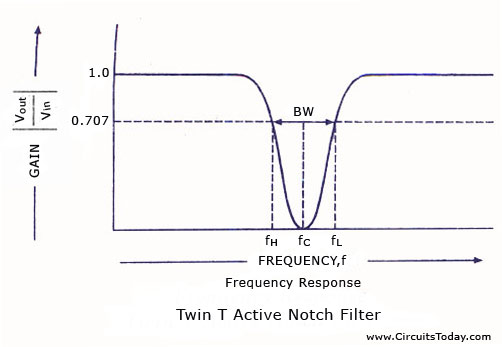 1.0
BW
0.707
GAIN
Vout
Vin
fH
fC
fL
FREQUENCY,f
Frequency Response
Twin T Active Notch Filter
www.CircuitsToday.com